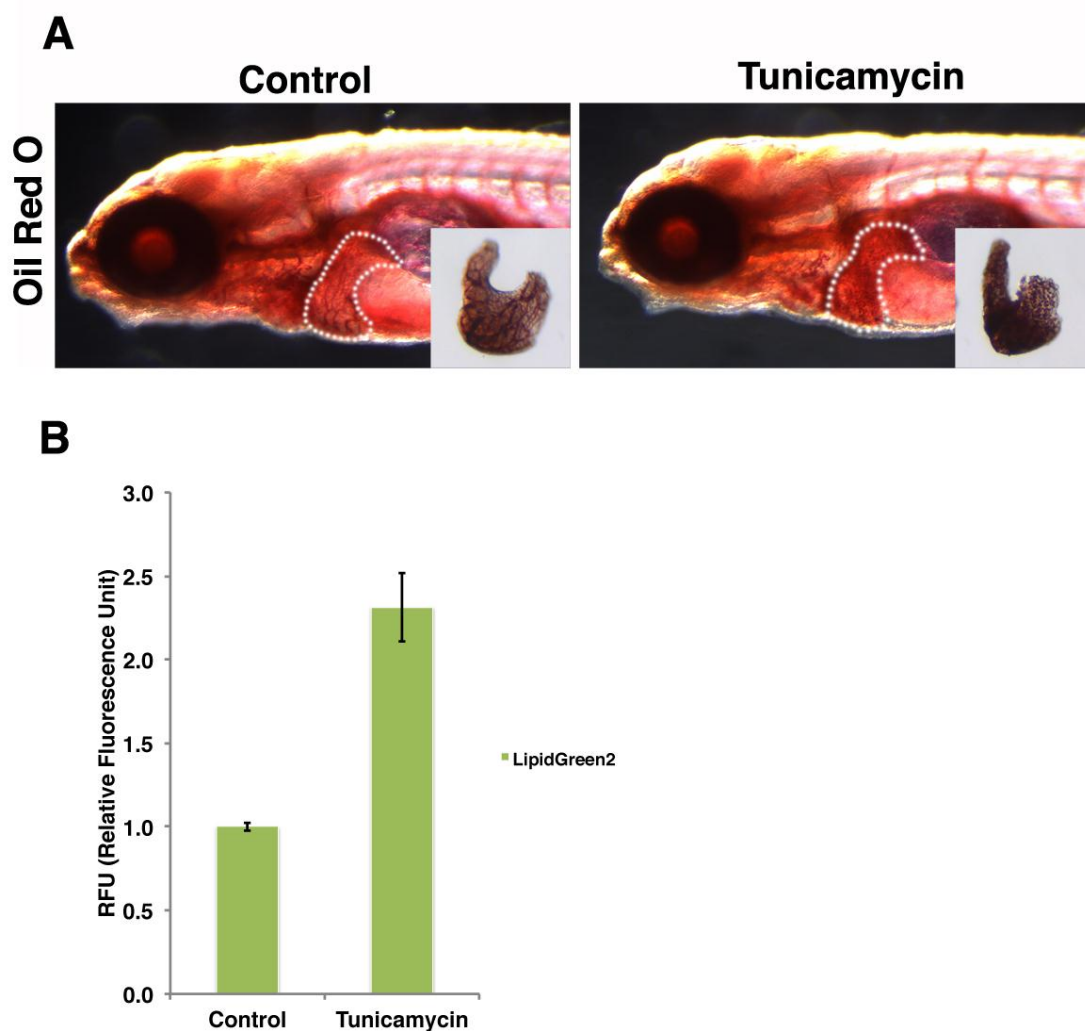 A
Control
Tunicamycin
Oil Red O
B
3.0
2.5
2.0
1.5
1.0
0.5
0.0
RFU (Relative Fluorescence Unit)
Control
Tunicamycin
LipidGreen2